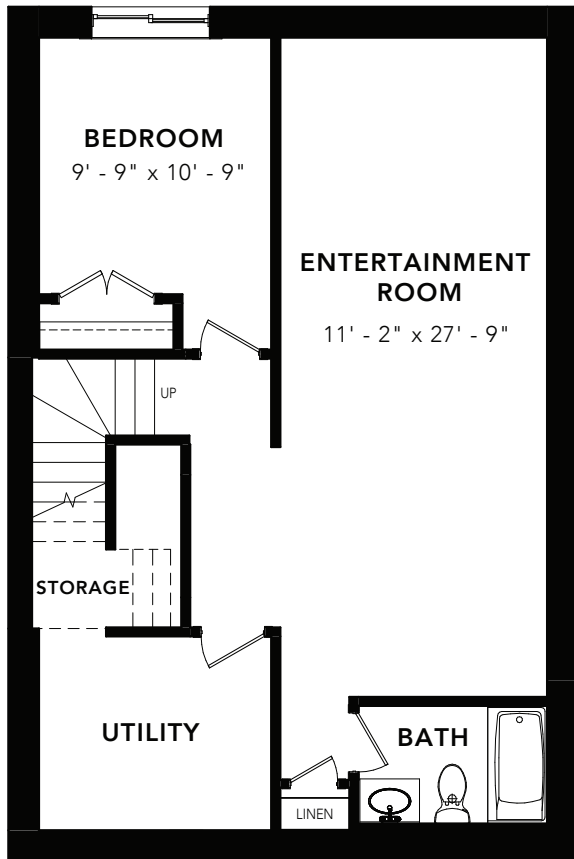 BEDROOM
9' - 9" x 10' - 9"
ENTERTAINMENT
ROOM
11' - 2" x 27' - 9"
UP
STORAGE
UTILITY
BATH
LINEN